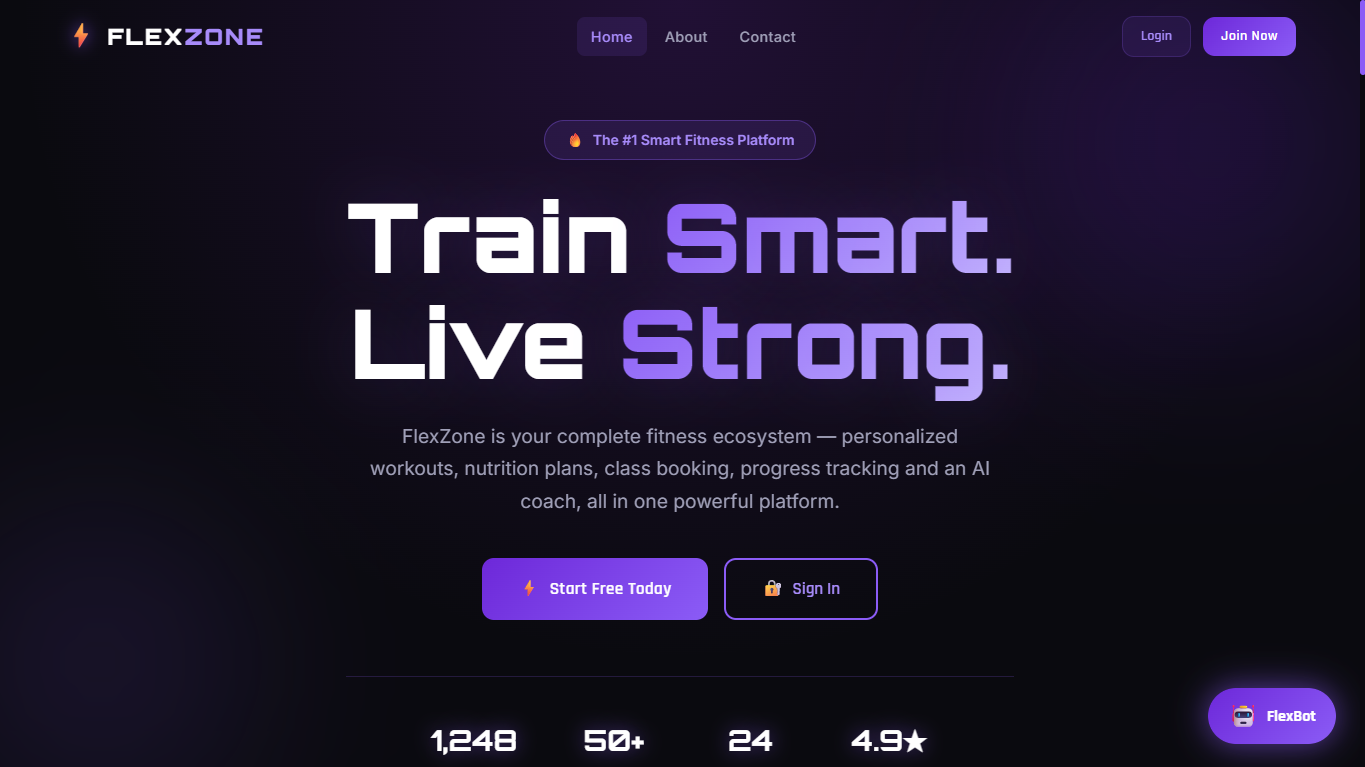 FLEXZONE
Home
About
Contact
Login
Join Now
The #1 Smart Fitness Platform
Train Smart.
Live Strong.
FlexZone is your complete fitness ecosystem — personalized
workouts, nutrition plans, class booking, progress tracking and an AI
coach, all in one powerful platform.
Start Free Today
Sign In
1,248
50+
24
4.9★
FlexBot